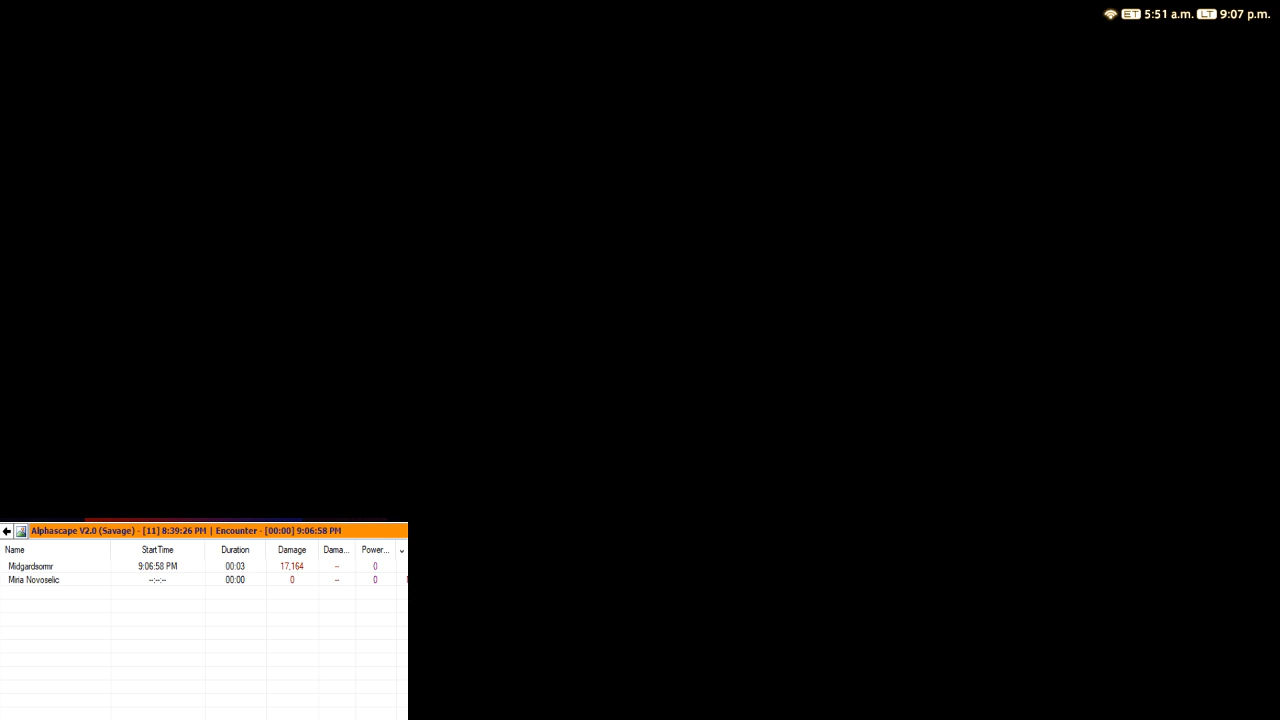 ET 5:51 a.m. LT 9:07 p.m.
Alphascape V2.0 (Savage) - [11] 8:39:26 PM | Encounter - [00:00] 9:06:58 PM
Name StartTime Duration Damage Dama... Power...
Midgardsormr 9:06:58 PM 00:03 17,164 -- 0
Miria Novoselic --:--:-- 00:00 0 -- 0